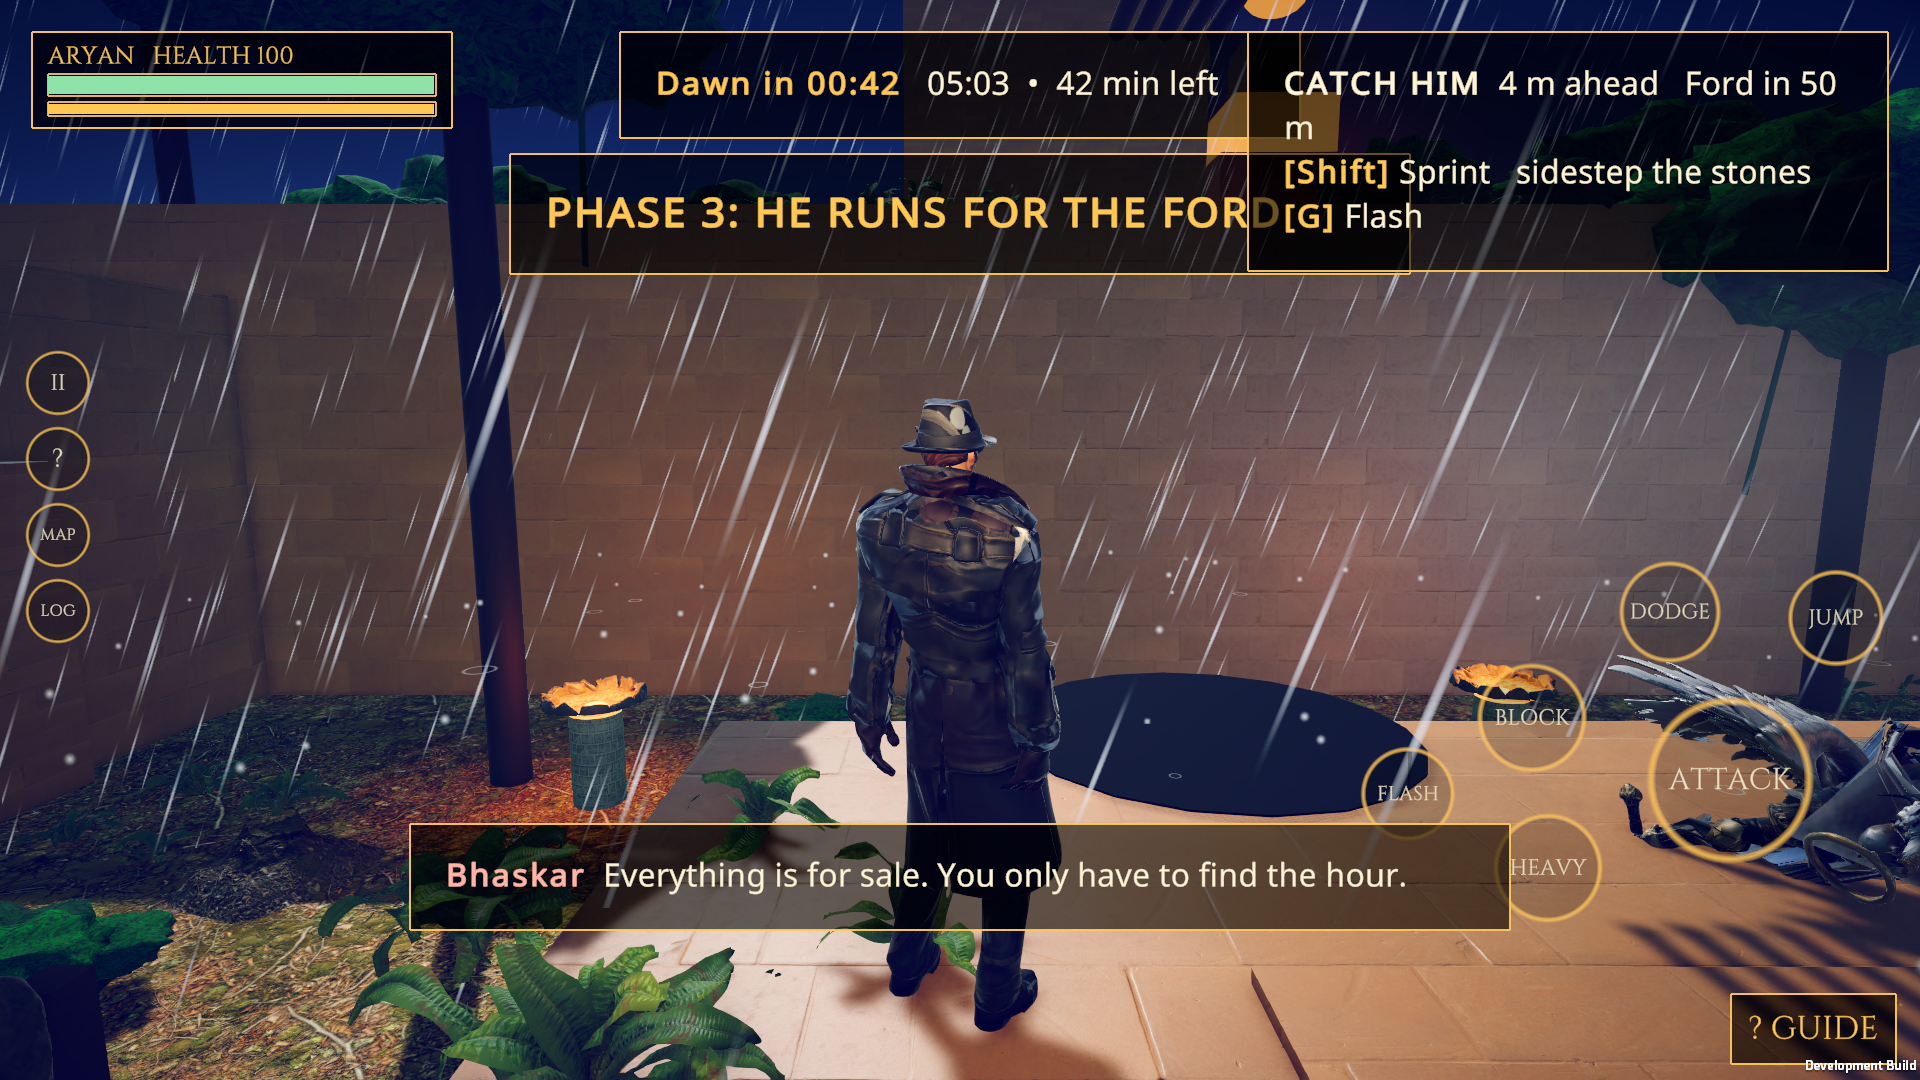 ARYAN HEALTH 100
Dawn in 00:42 05:03 • 42 min left
CATCH HIM 4 m ahead Ford in 50
m
[Shift] Sprint sidestep the stones
[G] Flash
PHASE 3: HE RUNS FOR THE FORD
II
?
MAP
LOG
DODGE
JUMP
BLOCK
ATTACK
FLASH
HEAVY
Bhaskar Everything is for sale. You only have to find the hour.
? GUIDE
Development Build